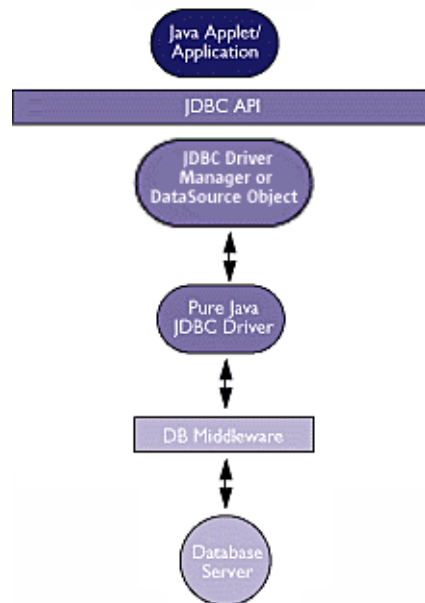 Java Applet/
Application
JDBC API
JDBC Driver
Manager or
DataSource Object
Pure Java
JDBC Driver
DB Middleware
Database
Server